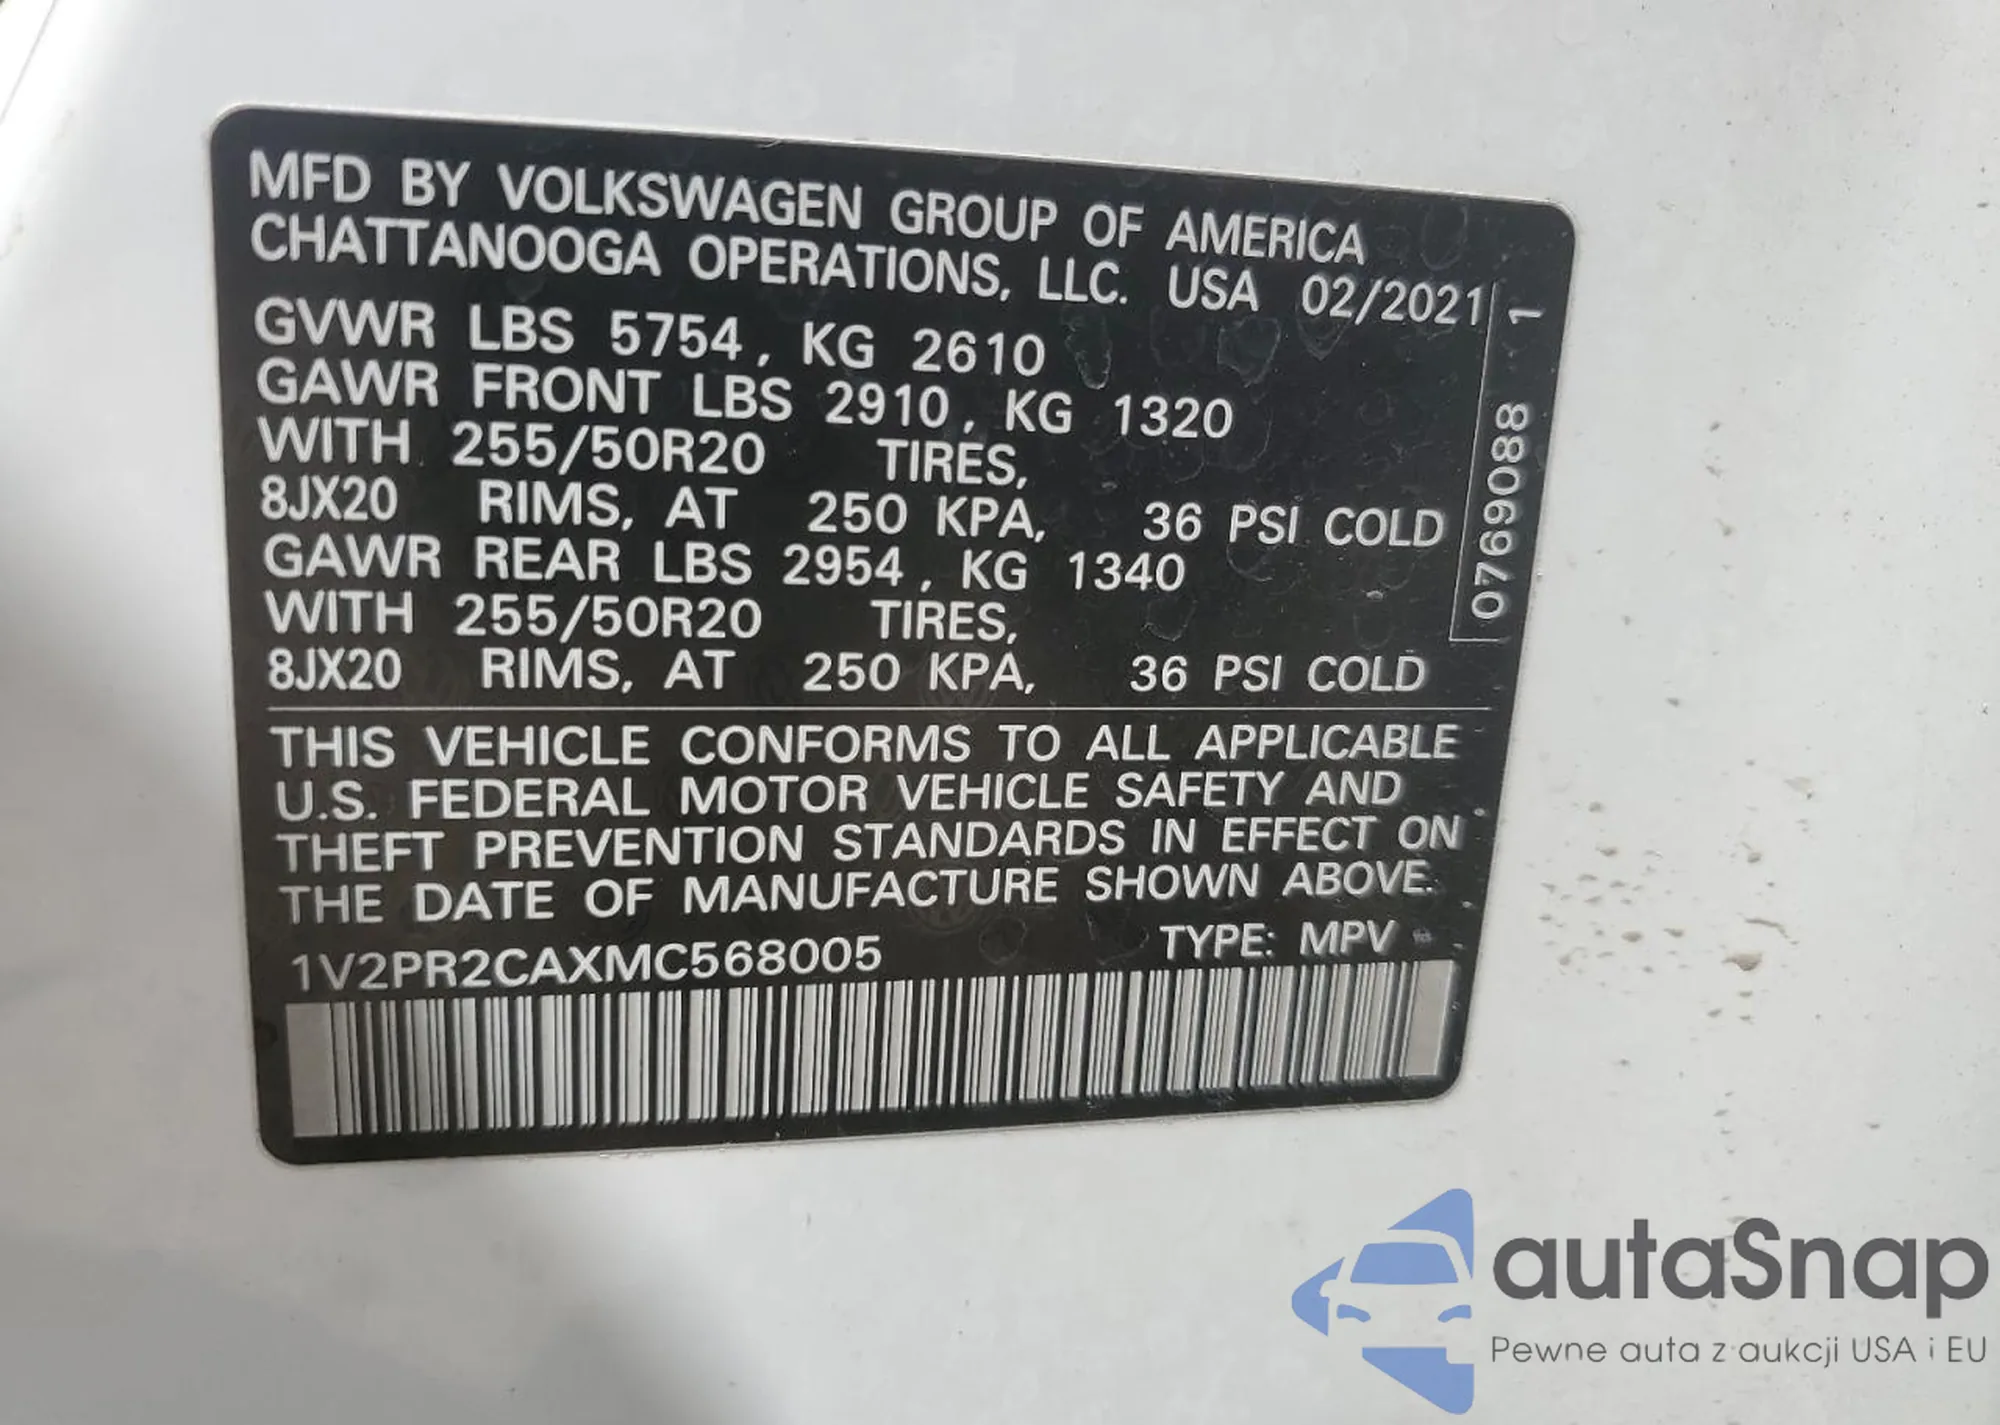 MFD BY VOLKSWAGEN GROUP OF AMERICA
CHATTANOOGA OPERATIONS, LLC. USA 02/2021
GVWR LBS 5754, KG 2610
GAWR FRONT LBS 2910, KG 1320
WITH 255/50R20 TIRES,
8JX20 RIMS, AT 250 KPA, 36 PSI COLD
GAWR REAR LBS 2954, KG 1340
WITH 255/50R20 TIRES,
8JX20 RIMS, AT 250 KPA, 36 PSI COLD
0769088 1
THIS VEHICLE CONFORMS TO ALL APPLICABLE
U.S. FEDERAL MOTOR VEHICLE SAFETY AND
THEFT PREVENTION STANDARDS IN EFFECT ON
THE DATE OF MANUFACTURE SHOWN ABOVE.
1V2PR2CAXMC568005 TYPE: MPV
autaSnap
Pewne auta z aukcji USA i EU